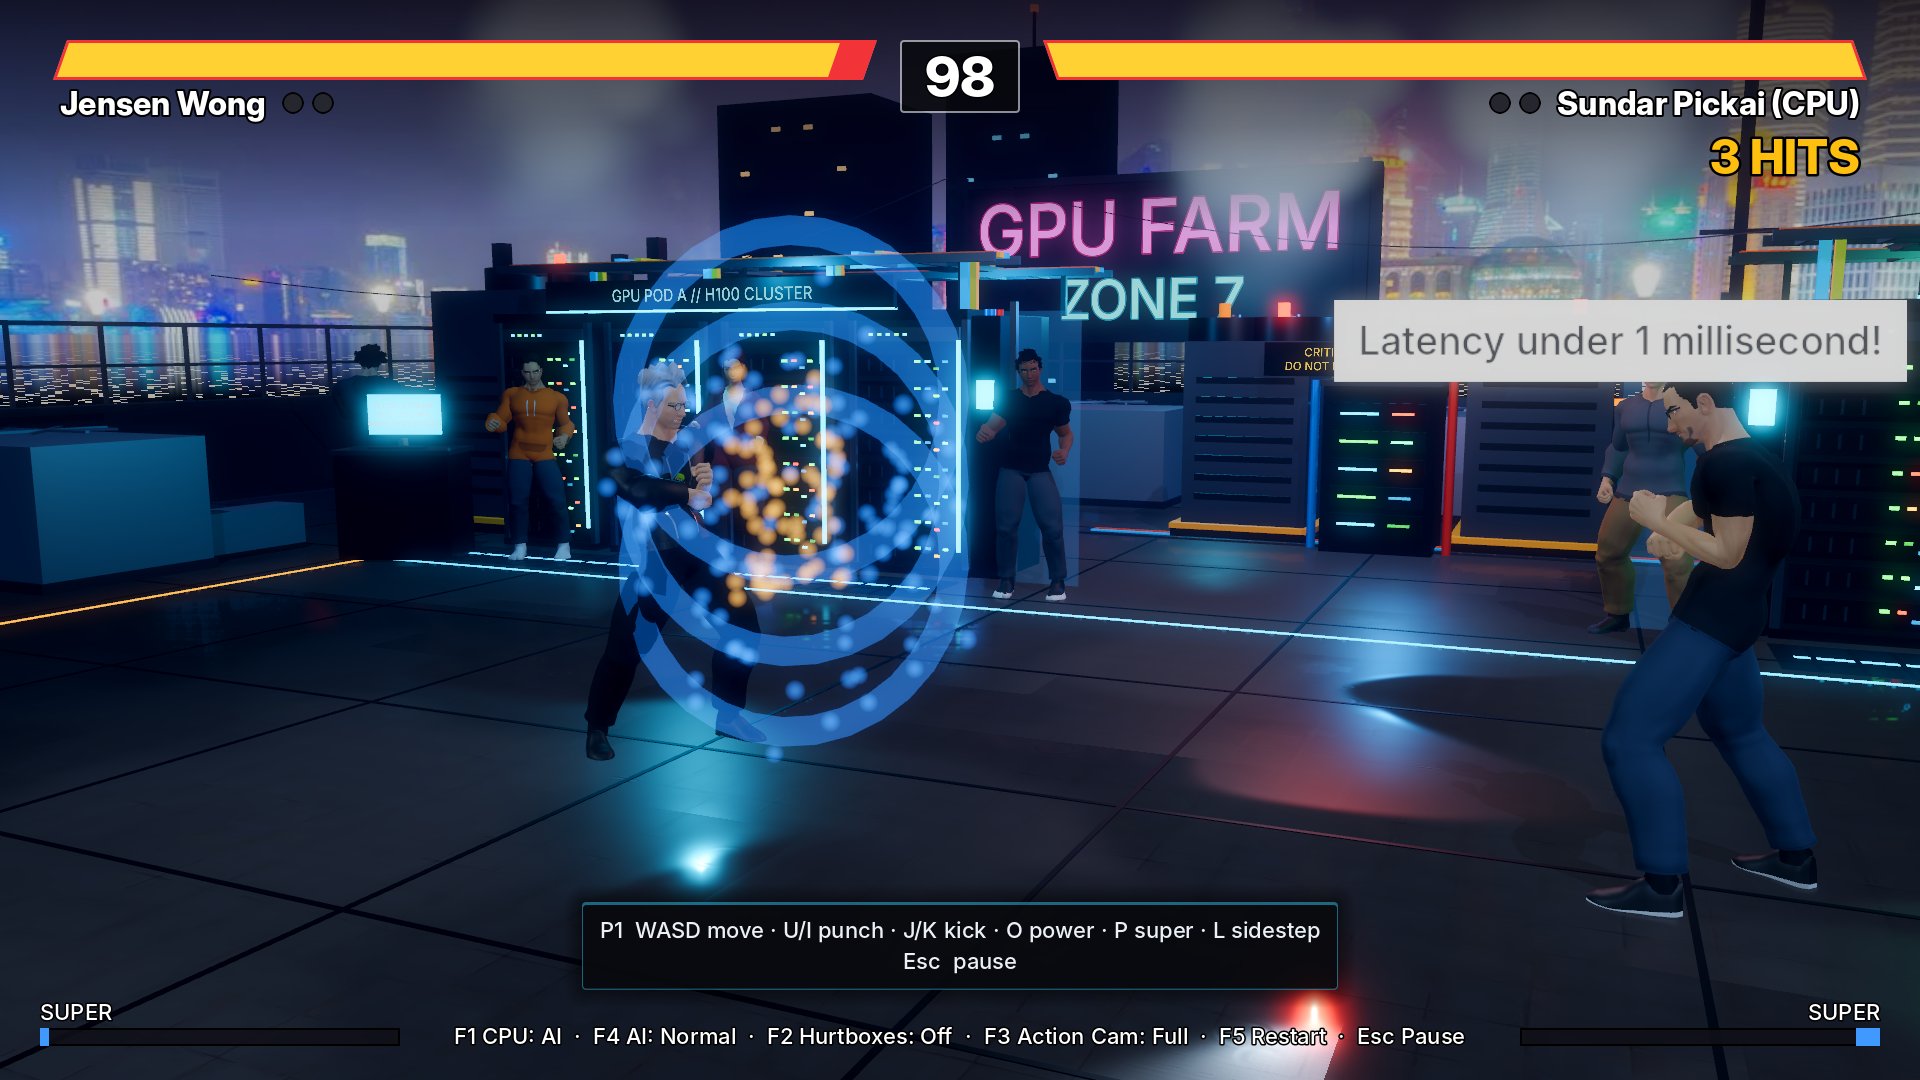 98
Jensen Wong
Sundar Pickai (CPU)
3 HITS
GPU FARM
ZONE 7
GPU POD A // H100 CLUSTER
DO NOT
Latency under 1 millisecond!
P1 WASD move · U/I punch · J/K kick · O power · P super · L sidestep
Esc pause
SUPER
SUPER
F1 CPU: AI · F4 AI: Normal · F2 Hurtboxes: Off · F3 Action Cam: Full · F5 Restart · Esc Pause